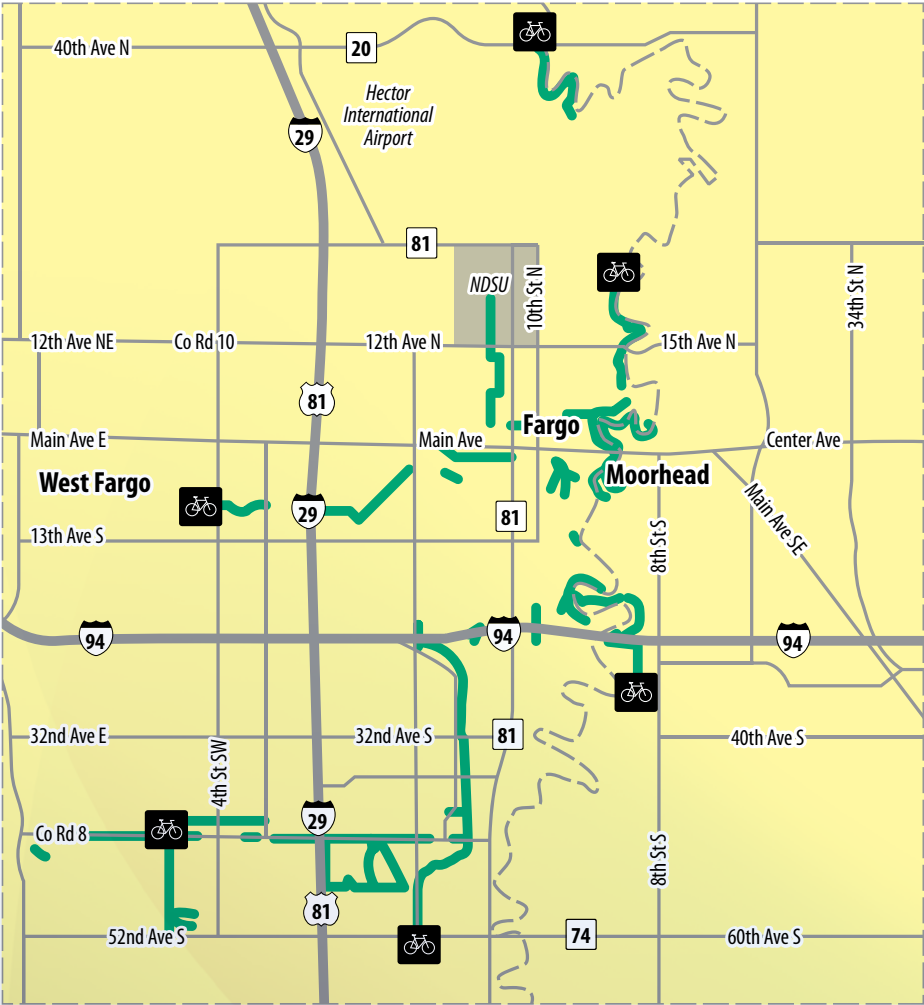 40th Ave N
20
Hector
International
Airport
29
81
NDSU
10th St N
34th St N
12th Ave NE
Co Rd 10
12th Ave N
15th Ave N
81
Main Ave E
Main Ave
Fargo
Center Ave
West Fargo
Moorhead
Main Ave SE
29
81
13th Ave S
8th St S
94
94
94
32nd Ave E
32nd Ave S
81
40th Ave S
4th St SW
29
Co Rd 8
8th St S
81
52nd Ave S
74
60th Ave S